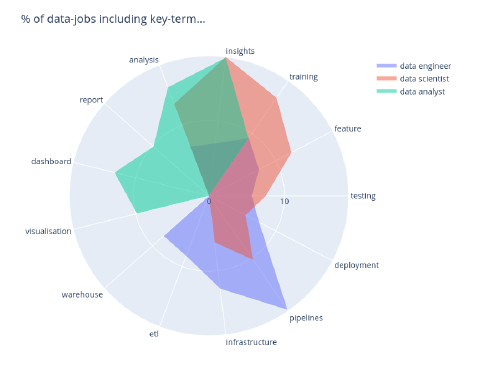 % of data-jobs including key-term...
insights
analysis
training
report
feature
dashboard
testing
0
10
visualisation
deployment
warehouse
pipelines
etl
infrastructure
data engineer
data scientist
data analyst